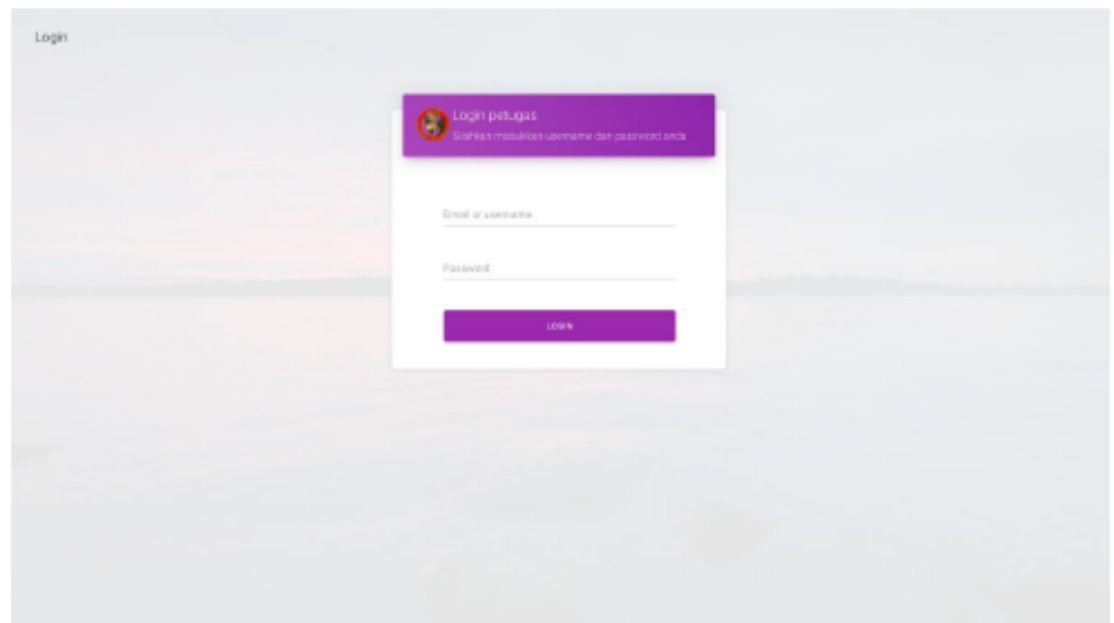 Login
Login petugas
Silahkan masukkan username dan password anda
Email or username
Password
LOGIN